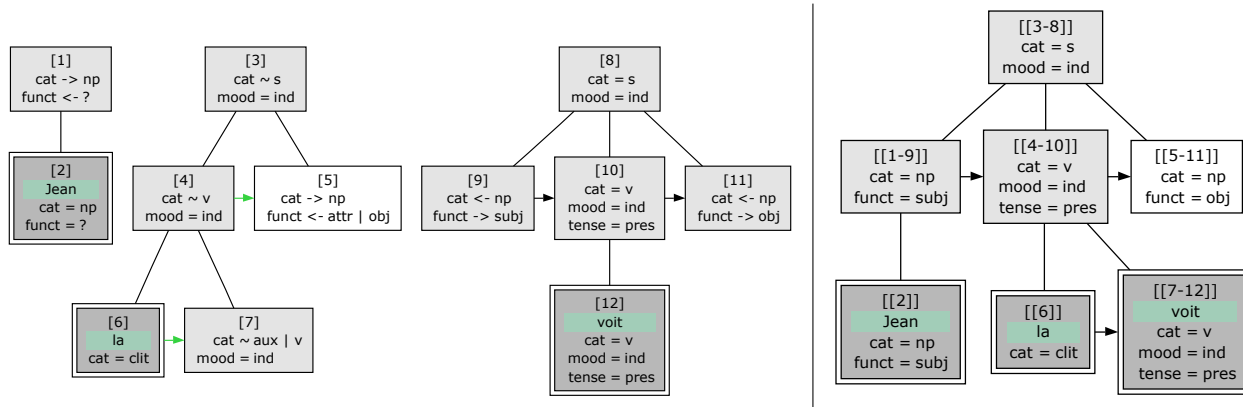 [1]
cat -> np
funct <- ?
[2]
Jean
cat = np
funct = ?
[3]
cat ~ s
mood = ind
[4]
cat ~ v
mood = ind
[5]
cat -> np
funct <- attr | obj
[6]
la
cat = clit
[7]
cat ~ aux | v
mood = ind
[8]
cat = s
mood = ind
[9]
cat <- np
funct -> subj
[10]
cat = v
mood = ind
tense = pres
[11]
cat <- np
funct -> obj
[12]
voit
cat = v
mood = ind
tense = pres
[[3-8]]
cat = s
mood = ind
[[1-9]]
cat = np
funct = subj
[[4-10]]
cat = v
mood = ind
tense = pres
[[5-11]]
cat = np
funct = obj
[[2]]
Jean
cat = np
funct = subj
[[6]]
la
cat = clit
[[7-12]]
voit
cat = v
mood = ind
tense = pres